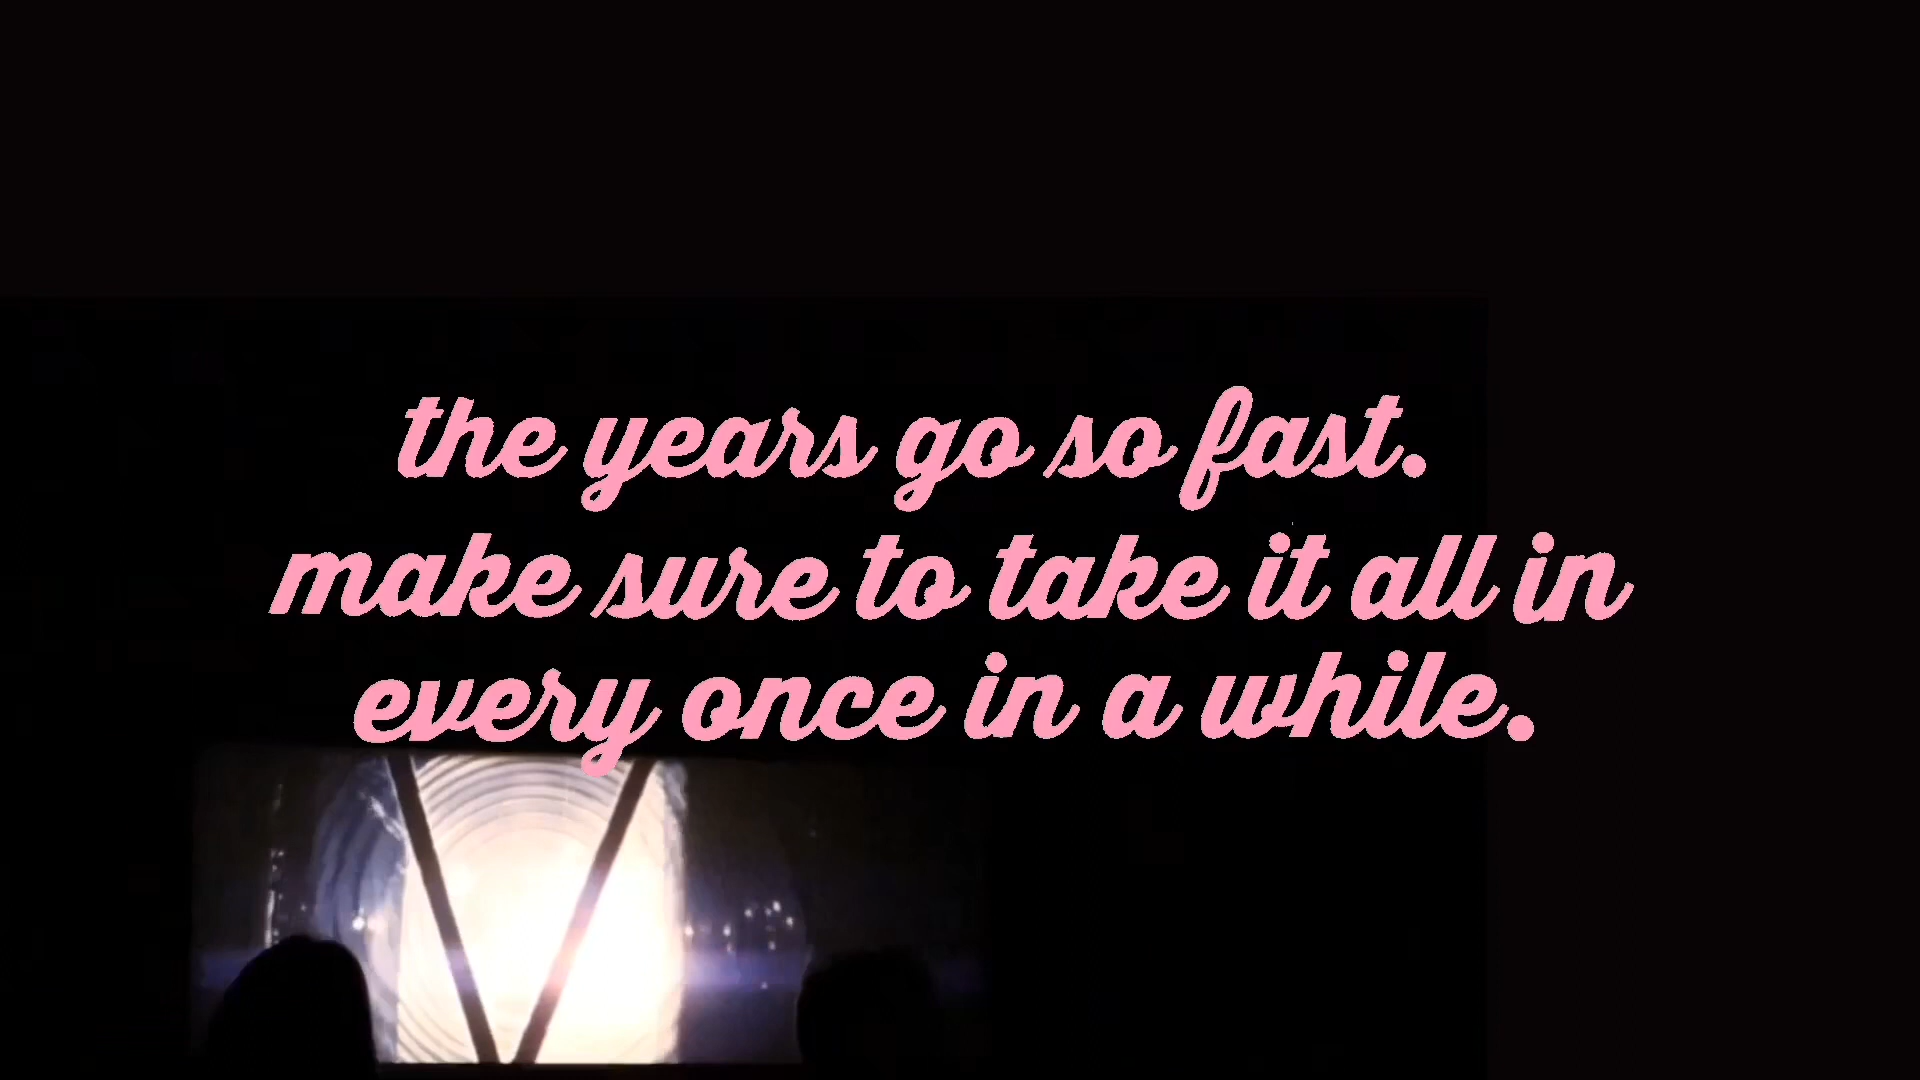 the years go so fast.
make sure to take it all in
every once in a while.